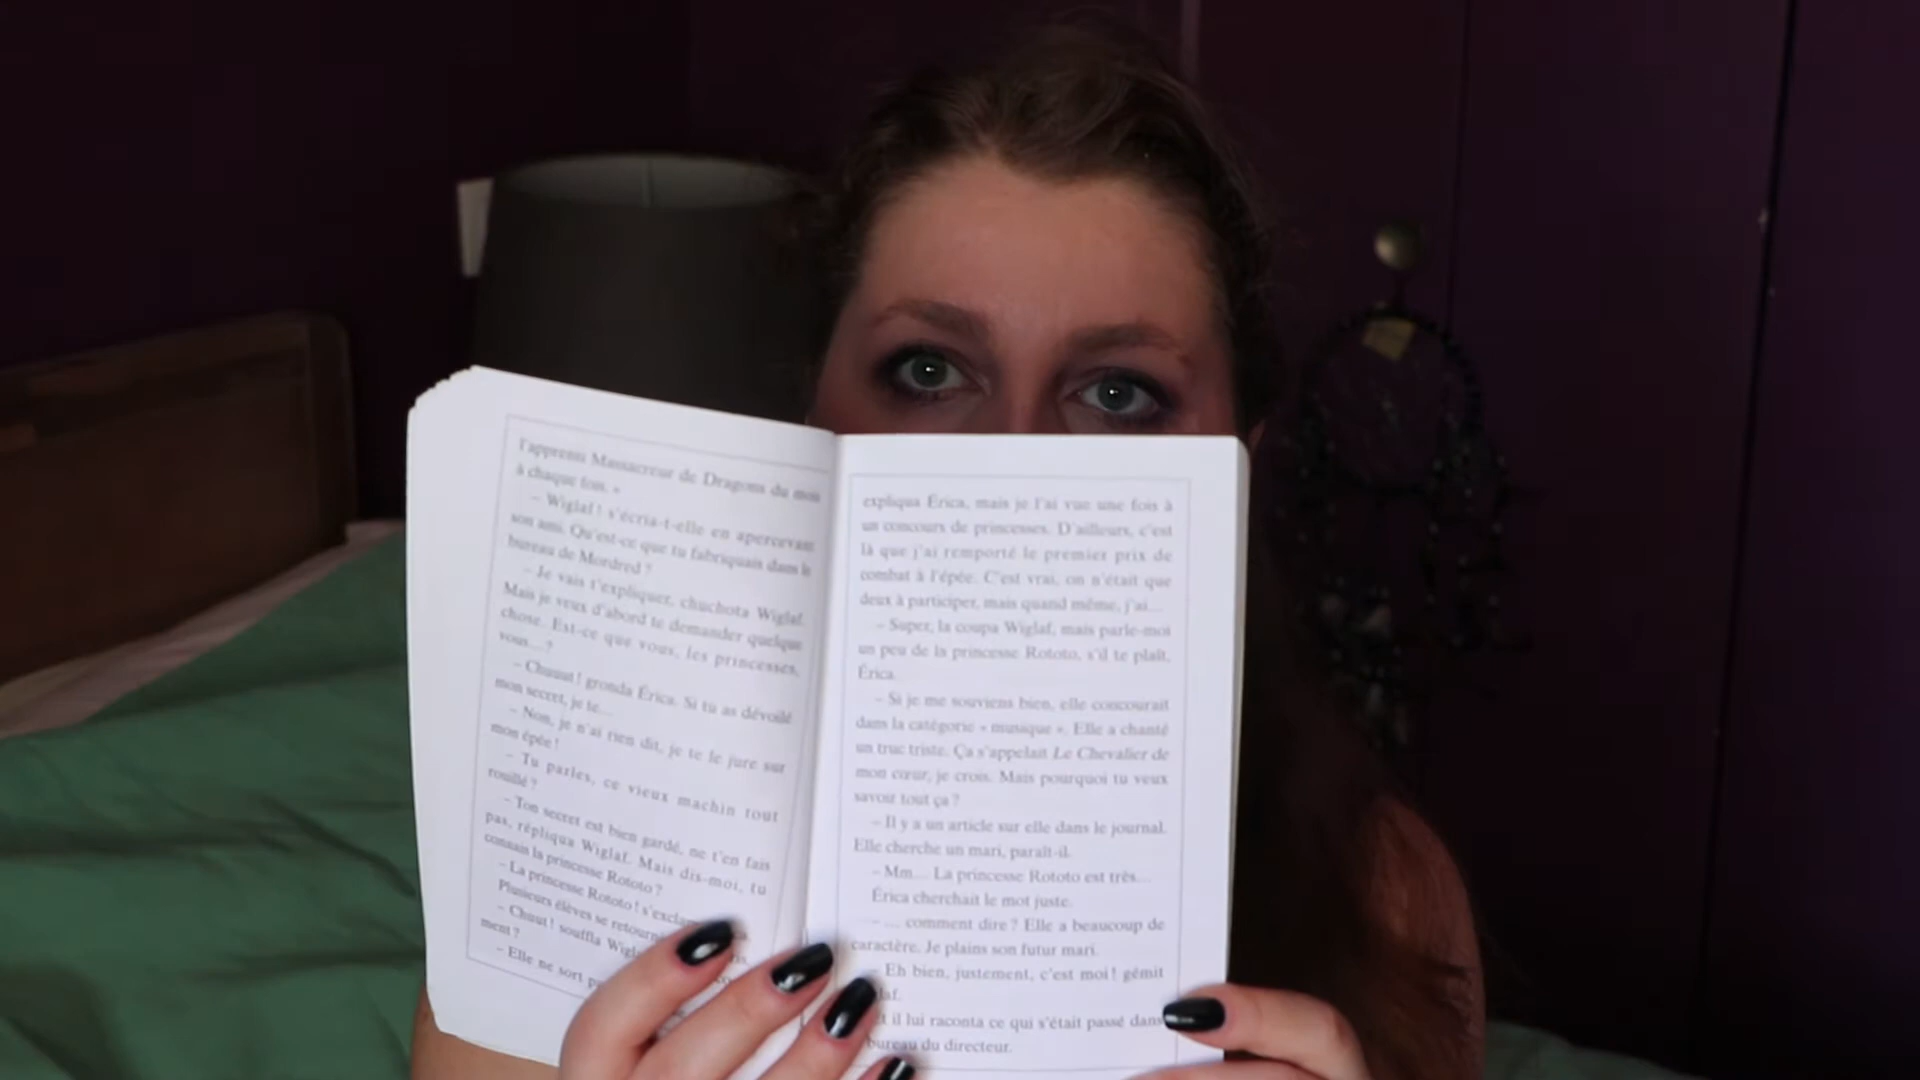 l'apprenti Massacreur de Dragons du mois
à chaque fois. »
– Wiglaf ! s'écria-t-elle en apercevant
son ami. Qu'est-ce que tu fabriquais dans le
bureau de Mordred ?
– Je vais t'expliquer, chuchota Wiglaf.
Mais je veux d'abord te demander quelque
chose. Est-ce que vous, les princesses,
vous...?
– Chuuut ! gronda Érica. Si tu as dévoilé
mon secret, je te...
– Non, je n'ai rien dit, je te le jure sur
mon épée !
– Tu parles, ce vieux machin tout
rouillé ?
– Ton secret est bien gardé, ne t'en fais
pas, répliqua Wiglaf. Mais dis-moi, tu
connais la princesse Rototo ?
– La princesse Rototo ! s'excla
Plusieurs élèves se retourn
– Chuut ! souffla Wigl
ment ?
– Elle ne sort p
expliqua Érica, mais je l'ai vue une fois à
un concours de princesses. D'ailleurs, c'est
là que j'ai remporté le premier prix de
combat à l'épée. C'est vrai, on n'était que
deux à participer, mais quand même, j'ai...
– Super, la coupa Wiglaf, mais parle-moi
un peu de la princesse Rototo, s'il te plaît,
Érica.
– Si je me souviens bien, elle concourait
dans la catégorie « musique ». Elle a chanté
un truc triste. Ça s'appelait Le Chevalier de
mon cœur, je crois. Mais pourquoi tu veux
savoir tout ça ?
– Il y a un article sur elle dans le journal.
Elle cherche un mari, paraît-il.
– Mm... La princesse Rototo est très...
Érica cherchait le mot juste.
– ... comment dire ? Elle a beaucoup de
caractère. Je plains son futur mari.
Eh bien, justement, c'est moi ! gémit
laf.
t il lui raconta ce qui s'était passé dans
bureau du directeur.